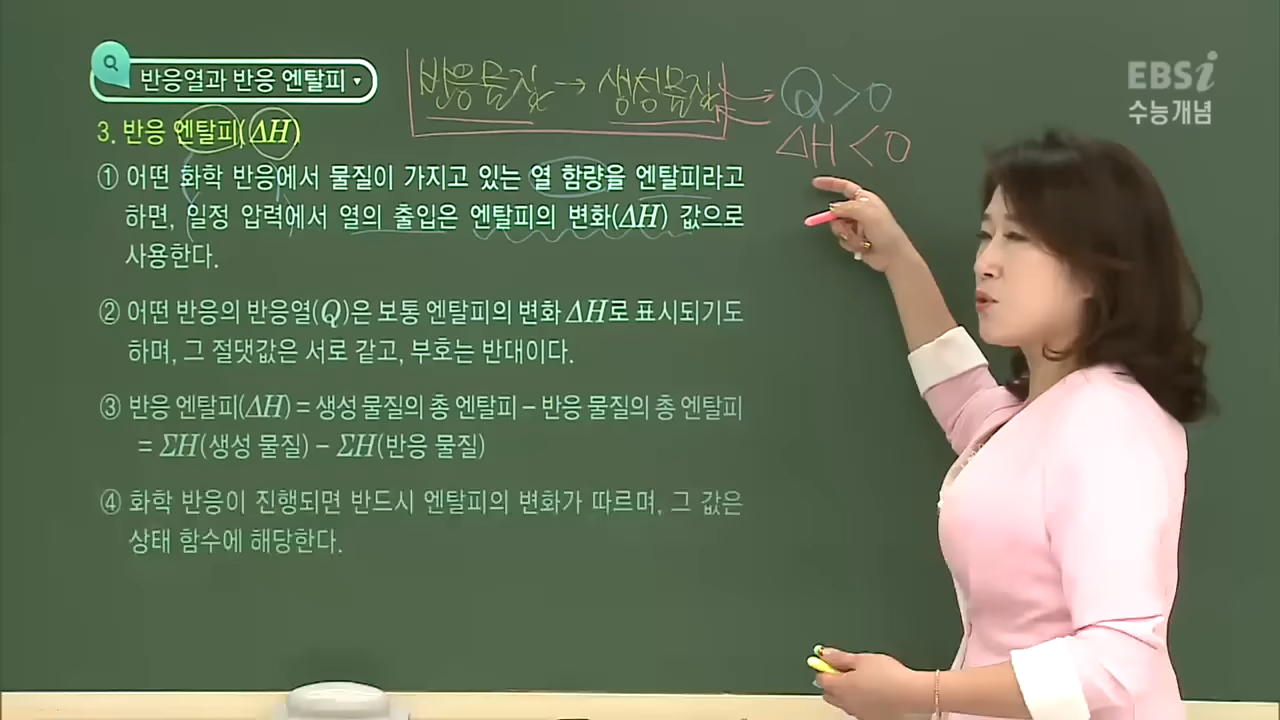 반응열과 반응 엔탈피
반응물질 → 생성물질
Q > 0
ΔH < 0
EBSi
수능개념
3. 반응 엔탈피(ΔH)
① 어떤 화학 반응에서 물질이 가지고 있는 열 함량을 엔탈피라고
하면, 일정 압력에서 열의 출입은 엔탈피의 변화(ΔH) 값으로
사용한다.
② 어떤 반응의 반응열(Q)은 보통 엔탈피의 변화 ΔH로 표시되기도
하며, 그 절댓값은 서로 같고, 부호는 반대이다.
③ 반응 엔탈피(ΔH) = 생성 물질의 총 엔탈피 – 반응 물질의 총 엔탈피
= ΣH(생성 물질) – ΣH(반응 물질)
④ 화학 반응이 진행되면 반드시 엔탈피의 변화가 따르며, 그 값은
상태 함수에 해당한다.